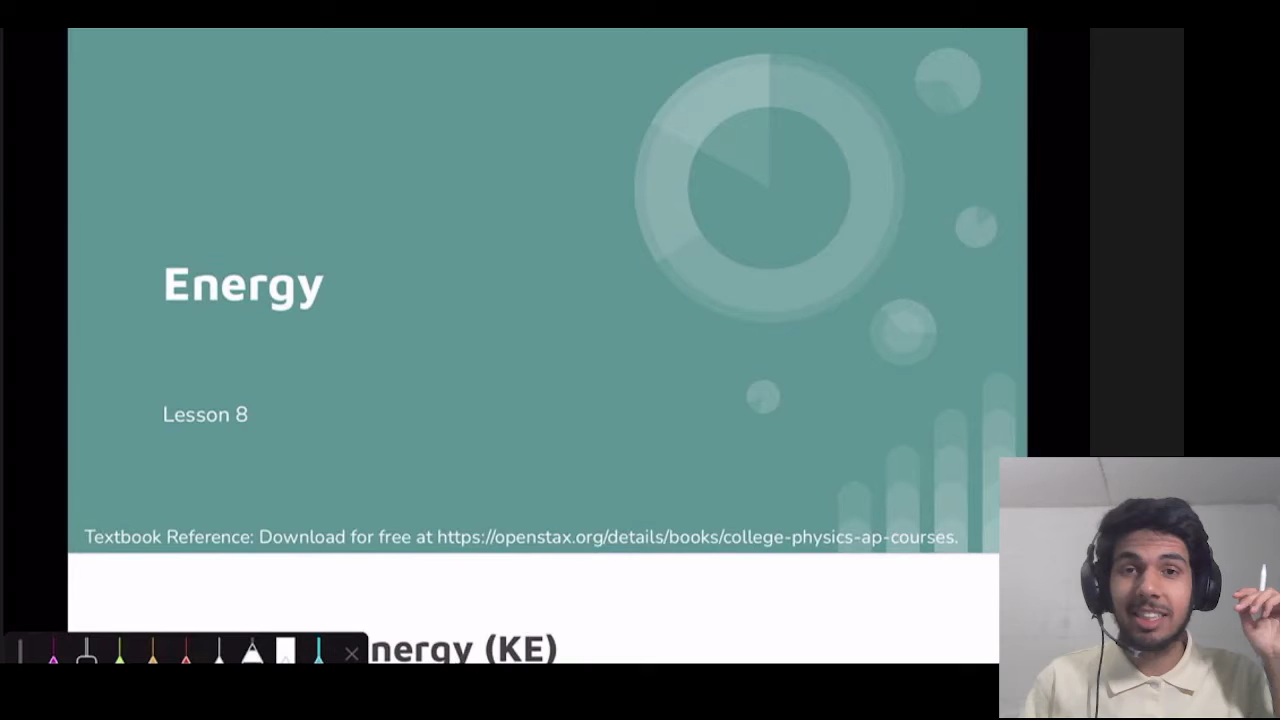 Energy
Lesson 8
Textbook Reference: Download for free at https://openstax.org/details/books/college-physics-ap-courses.
nergy (KE)